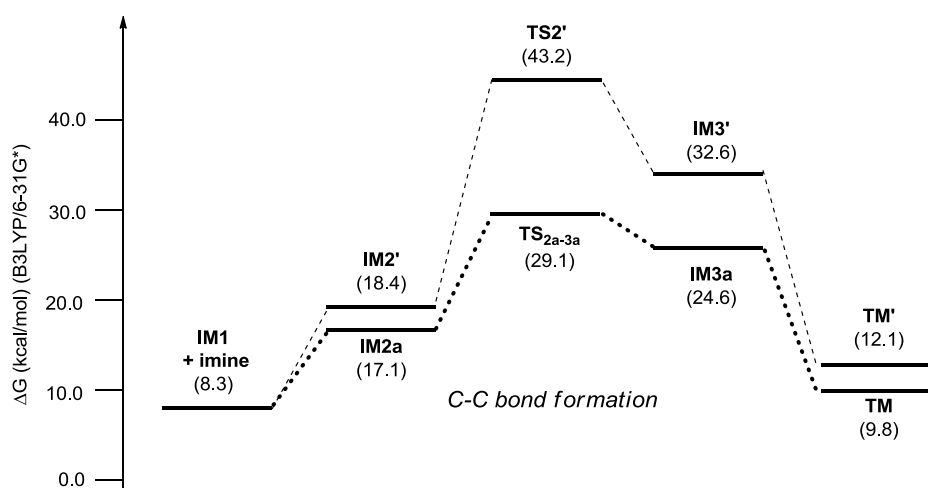 TS2'
(43.2)
40.0
IM3'
(32.6)
30.0
TS2a-3a
(29.1)
IM2'
(18.4)
IM3a
(24.6)
20.0
IM1
+ imine
(8.3)
IM2a
(17.1)
TM'
(12.1)
10.0
C-C bond formation
TM
(9.8)
0.0
ΔG (kcal/mol) (B3LYP/6-31G*)